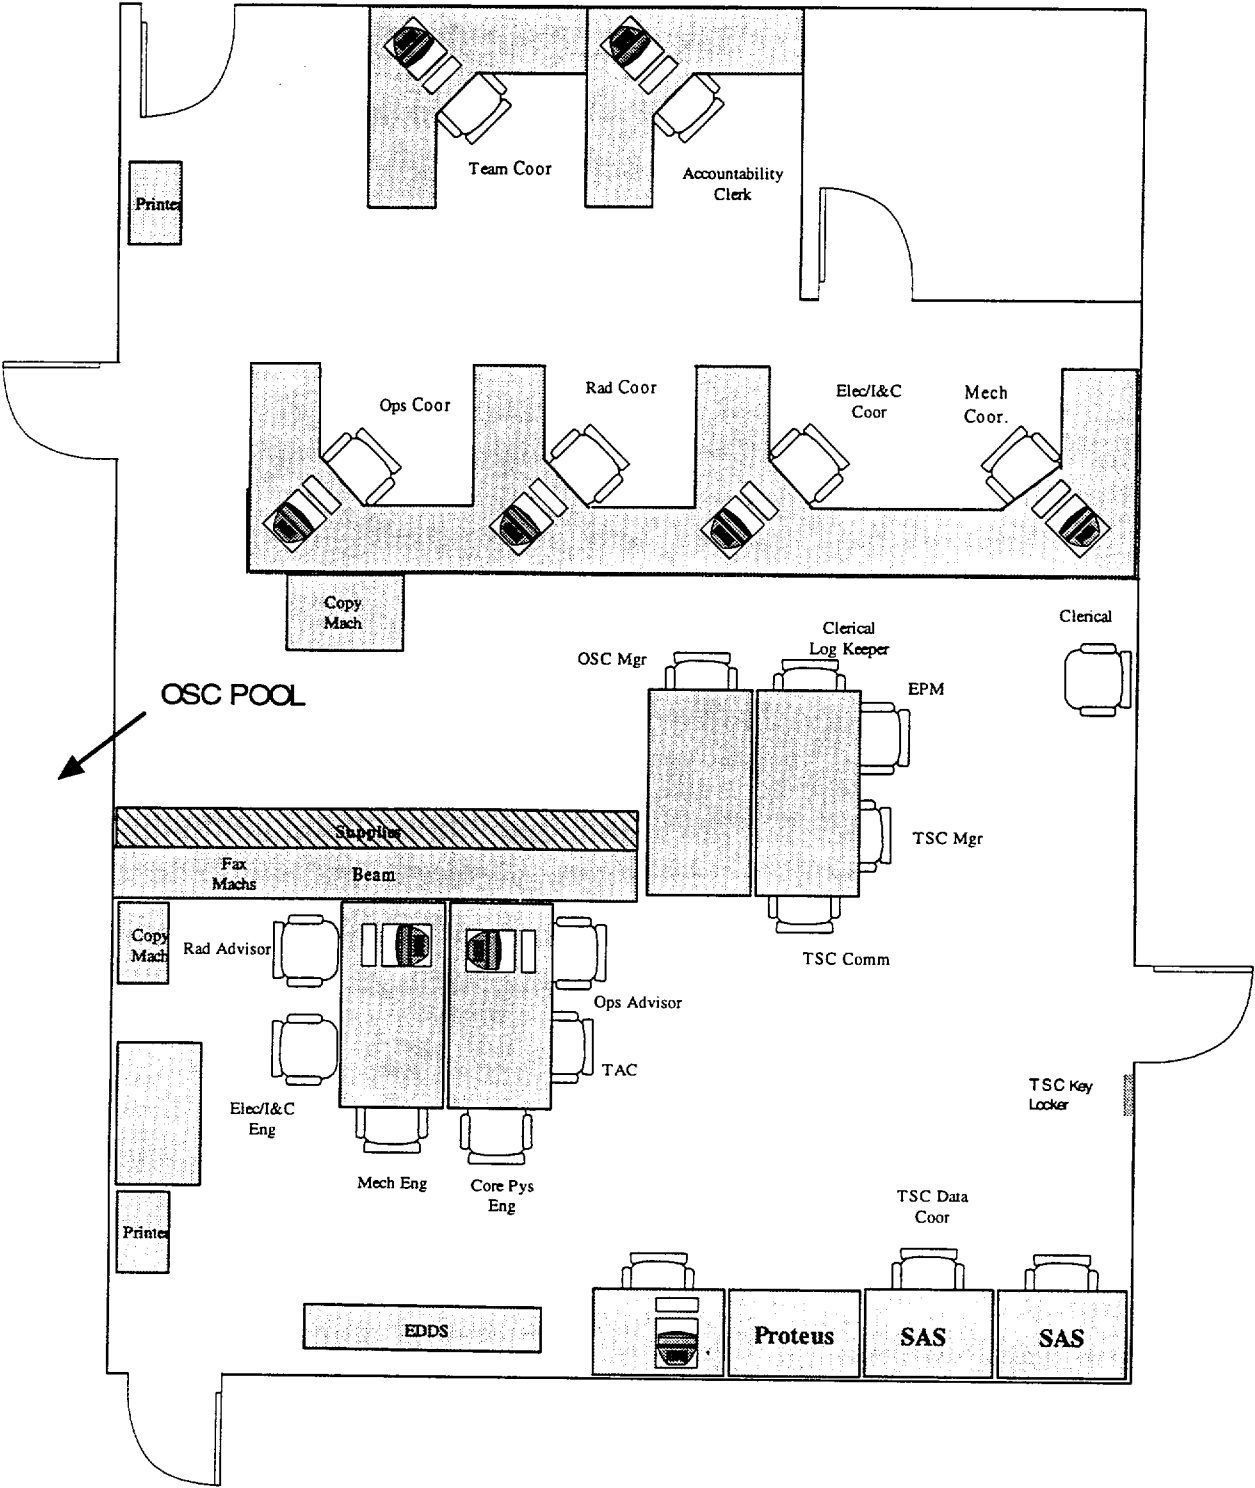 Team Coor
Accountability
Clerk
Printer
Ops Coor
Rad Coor
Elec/I&C
Coor
Mech
Coor.
Copy
Mach
Clerical
Clerical
Log Keeper
OSC Mgr
EPM
OSC POOL
Supplies
Fax
Machs
Beam
TSC Mgr
Copy
Mach
Rad Advisor
TSC Comm
Ops Advisor
TAC
TSC Key
Locker
Elec/I&C
Eng
Mech Eng
Core Pys
Eng
TSC Data
Coor
Printer
EDDS
Proteus
SAS
SAS